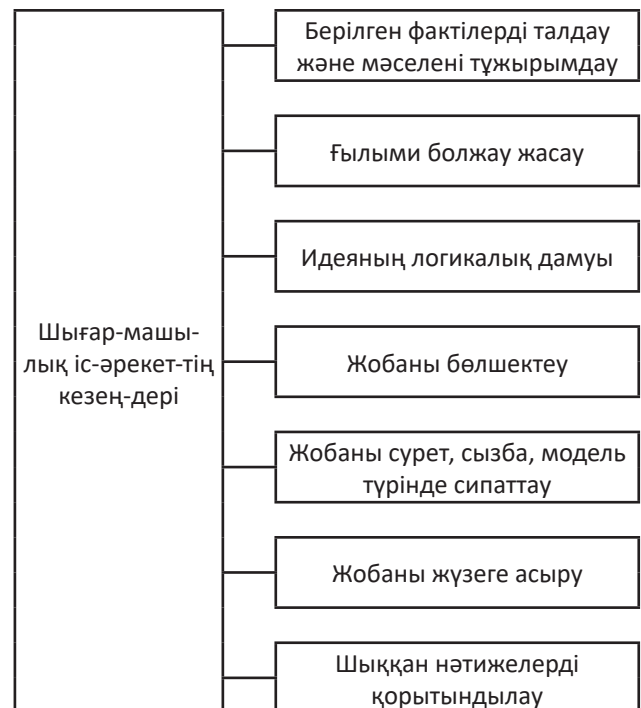 Шығар-машы-
лық іс-әрекет-тің
кезең-дері
Берілген фактілерді талдау
және мәселені тұжырымдау
Ғылыми болжау жасау
Идеяның логикалық дамуы
Жобаны бөлшектеу
Жобаны сурет, сызба, модель
түрінде сипаттау
Жобаны жүзеге асыру
Шыққан нәтижелерді
қорытындылау